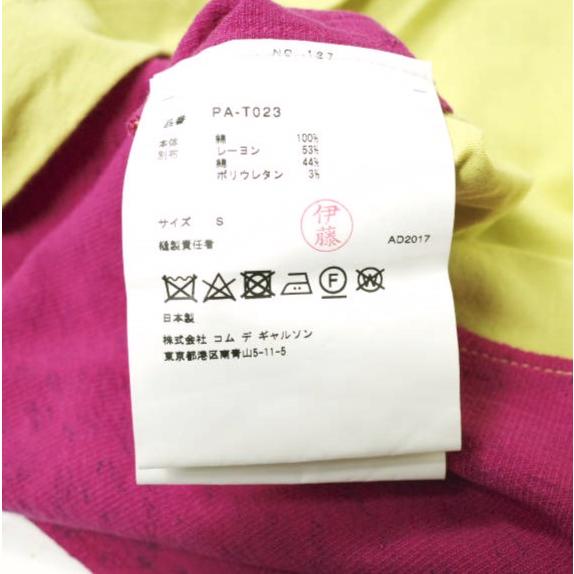 NO. 127
品番 PA-T023
本体 綿 100%
別布 レーヨン 53%
綿 44%
ポリウレタン 3%
サイズ S
伊藤
縫製責任者
AD2017
F W
日本製
株式会社 コム デ ギャルソン
東京都港区南青山5-11-5